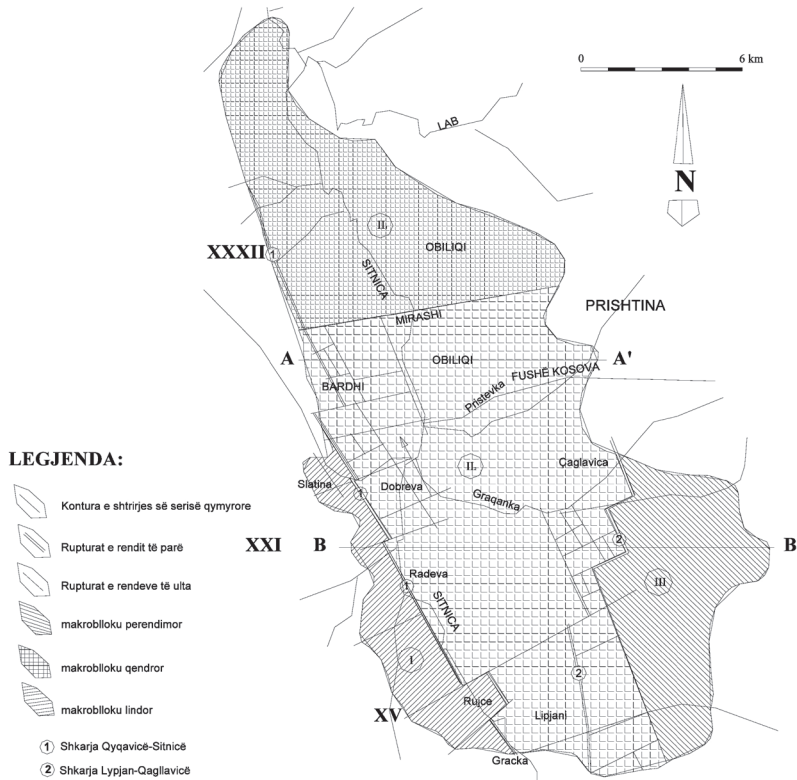 0 6 km
LAB
N
II₁
OBILIQI
XXXII 1
SITNICA
PRISHTINA
MIRASHI
A OBILIQI A'
FUSHË KOSOVA
BARDHI
Pristevka
Çaglavica
LEGJENDA:
Slatina
Dobreva
Graqanka
1
Kontura e shtrirjes së serisë qymyrore
Rupturat e rendit të parë
XXI B 2 B
Radeva
1
III
Rupturat e rendeve të ulta
SITNICA
makroblloku perendimor
I
makroblloku qendror
2
Rujcë
makroblloku lindor
XV
Lipjani
1 Shkarja Qyqavicë-Sitnicë
Gracka
2 Shkarja Lypjan-Qagllavicë